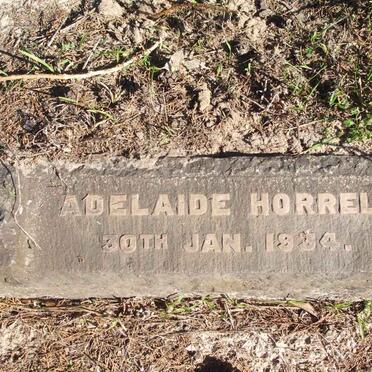 ADELAIDE HORREL
30TH JAN. 1934.